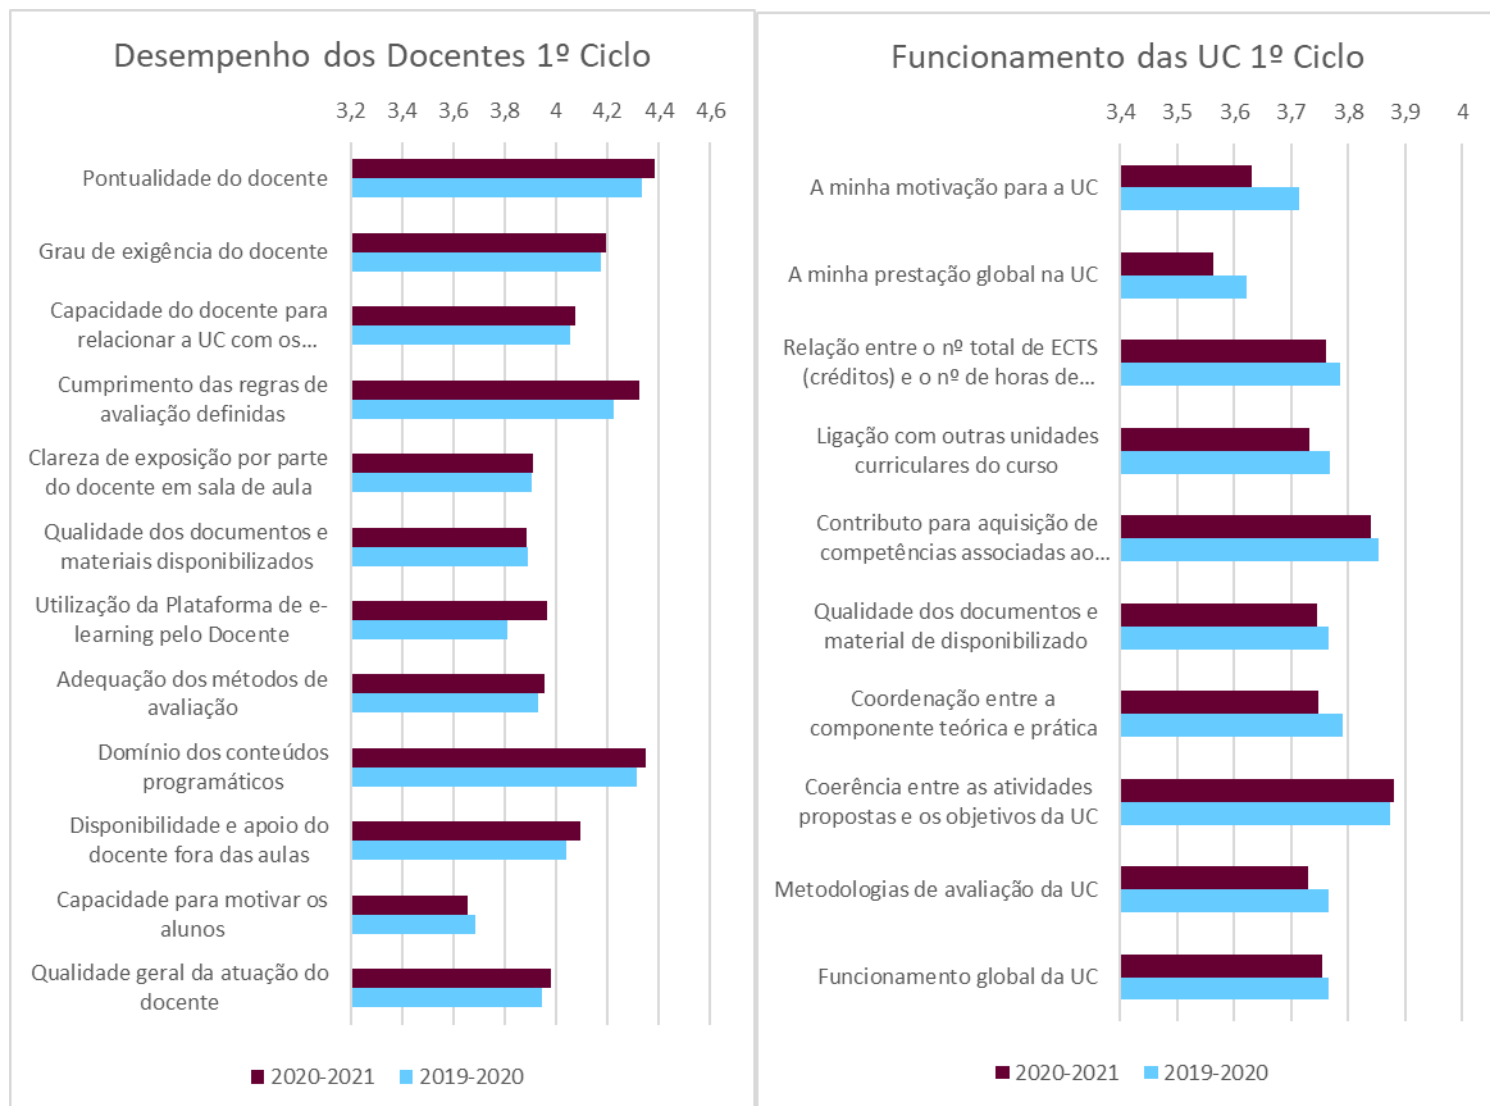 Desempenho dos Docentes 1º Ciclo
3,2 3,4 3,6 3,8 4 4,2 4,4 4,6
Pontualidade do docente
Grau de exigência do docente
Capacidade do docente para
relacionar a UC com os...
Cumprimento das regras de
avaliação definidas
Clareza de exposição por parte
do docente em sala de aula
Qualidade dos documentos e
materiais disponibilizados
Utilização da Plataforma de e-
learning pelo Docente
Adequação dos métodos de
avaliação
Domínio dos conteúdos
programáticos
Disponibilidade e apoio do
docente fora das aulas
Capacidade para motivar os
alunos
Qualidade geral da atuação do
docente
2020-2021 2019-2020
Funcionamento das UC 1º Ciclo
3,4 3,5 3,6 3,7 3,8 3,9 4
A minha motivação para a UC
A minha prestação global na UC
Relação entre o nº total de ECTS
(créditos) e o nº de horas de...
Ligação com outras unidades
curriculares do curso
Contributo para aquisição de
competências associadas ao...
Qualidade dos documentos e
material de disponibilizado
Coordenação entre a
componente teórica e prática
Coerência entre as atividades
propostas e os objetivos da UC
Metodologias de avaliação da UC
Funcionamento global da UC
2020-2021 2019-2020